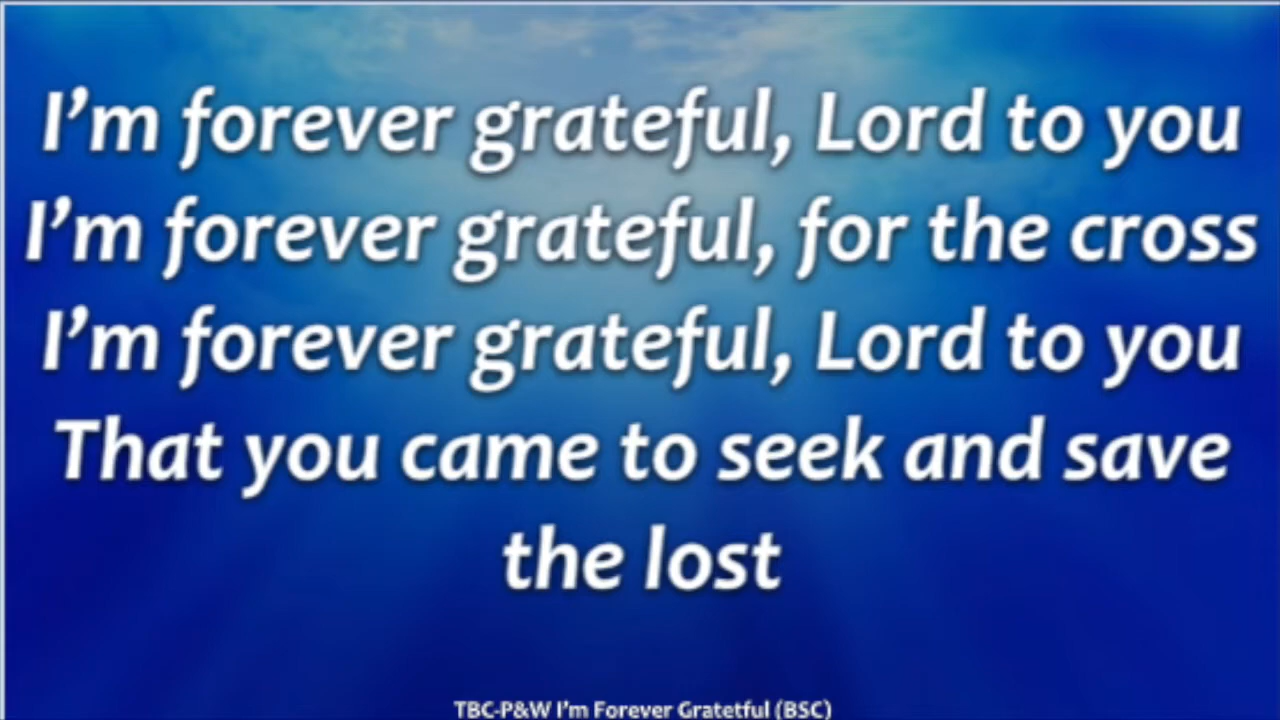 I’m forever grateful, Lord to you
I’m forever grateful, for the cross
I’m forever grateful, Lord to you
That you came to seek and save
the lost
TBC-P&W I’m Forever Gratetful (BSC)